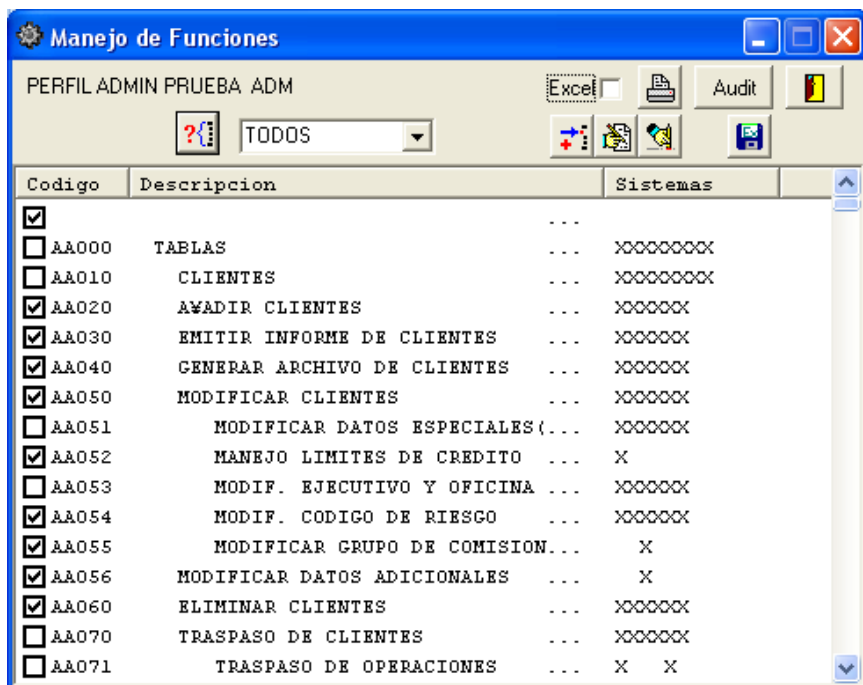 Manejo de Funciones
PERFIL ADMIN PRUEBA ADM Excel Audit
?{ TODOS
Codigo Descripcion Sistemas
...
AA000 TABLAS ... XXXXXXXXX
AA010 CLIENTES ... XXXXXXXXX
AA020 A¥ADIR CLIENTES ... XXXXXX
AA030 EMITIR INFORME DE CLIENTES ... XXXXXX
AA040 GENERAR ARCHIVO DE CLIENTES ... XXXXXX
AA050 MODIFICAR CLIENTES ... XXXXXX
AA051 MODIFICAR DATOS ESPECIALES(... XXXXXX
AA052 MANEJO LIMITES DE CREDITO ... X
AA053 MODIF. EJECUTIVO Y OFICINA ... XXXXXX
AA054 MODIF. CODIGO DE RIESGO ... XXXXXX
AA055 MODIFICAR GRUPO DE COMISION... X
AA056 MODIFICAR DATOS ADICIONALES ... X
AA060 ELIMINAR CLIENTES ... XXXXXX
AA070 TRASPASO DE CLIENTES ... XXXXXX
AA071 TRASPASO DE OPERACIONES ... X X